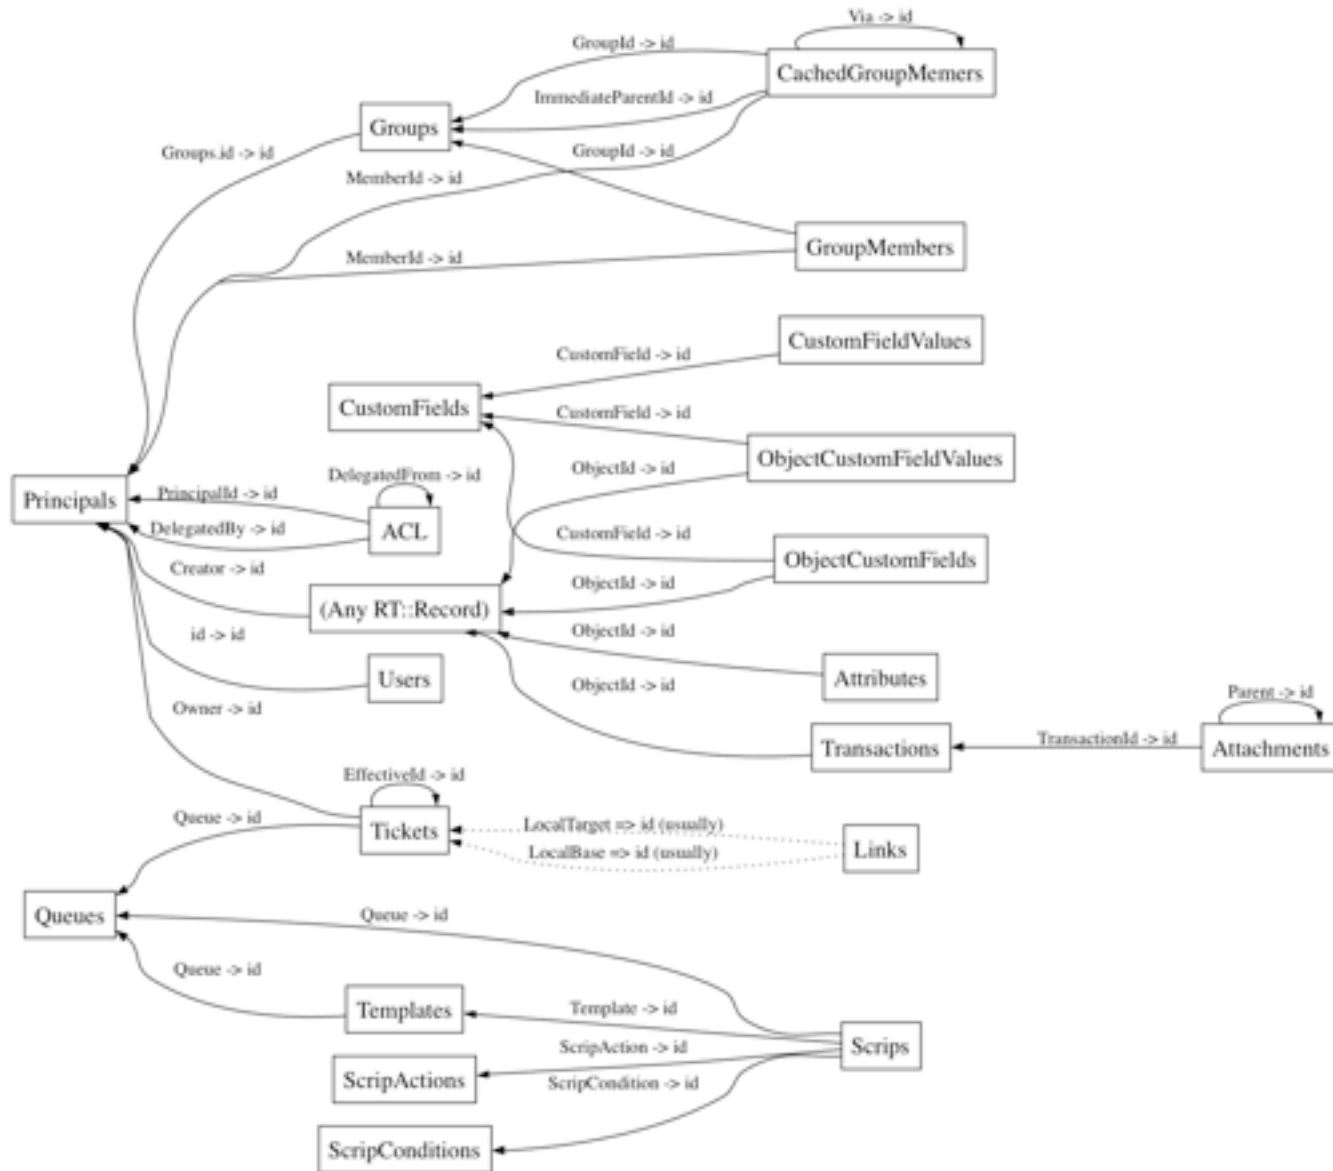 Via -> id
GroupId -> id
CachedGroupMemers
ImmediateParentId -> id
Groups
Groups.id -> id
GroupId -> id
MemberId -> id
GroupMembers
MemberId -> id
CustomFieldValues
CustomField -> id
CustomFields
CustomField -> id
ObjectCustomFieldValues
DelegatedFrom -> id
ObjectId -> id
Principals
PrincipalId -> id
DelegatedBy -> id
ACL
CustomField -> id
ObjectCustomFields
Creator -> id
ObjectId -> id
(Any RT::Record)
id -> id
ObjectId -> id
Users
Attributes
ObjectId -> id
Parent -> id
Owner -> id
Transactions
TransactionId -> id
Attachments
EffectiveId -> id
Queue -> id
Tickets
LocalTarget => id (usually)
LocalBase => id (usually)
Links
Queues
Queue -> id
Queue -> id
Templates
Template -> id
Scrips
ScripAction -> id
ScripActions
ScripCondition -> id
ScripConditions